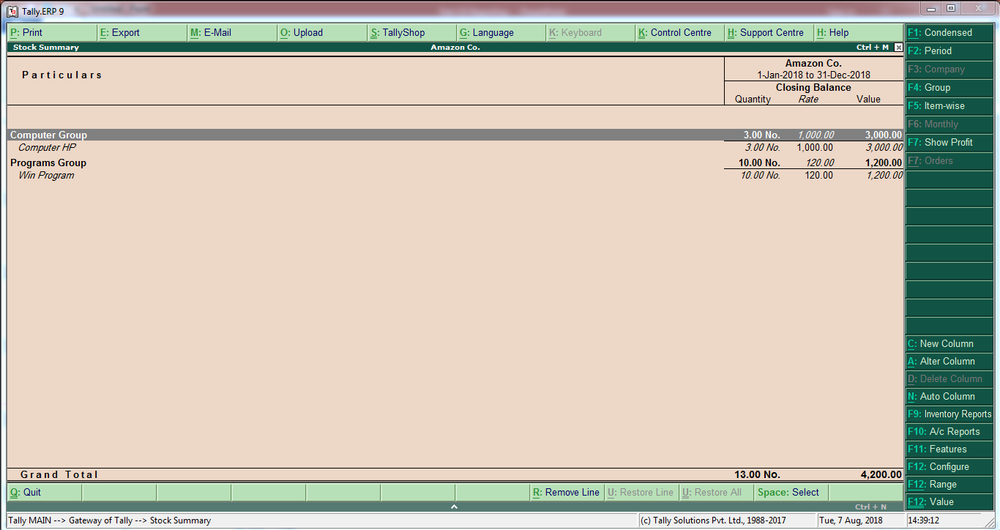 Tally.ERP 9
P: Print E: Export M: E-Mail O: Upload S: TallyShop G: Language K: Keyboard K: Control Centre H: Support Centre H: Help
Stock Summary Amazon Co. Ctrl + M
Particulars
Amazon Co.
1-Jan-2018 to 31-Dec-2018
Closing Balance
Quantity Rate Value
Computer Group 3.00 No. 1,000.00 3,000.00
Computer HP 3.00 No. 1,000.00 3,000.00
Programs Group 10.00 No. 120.00 1,200.00
Win Program 10.00 No. 120.00 1,200.00
Grand Total 13.00 No. 4,200.00
F1: Condensed
F2: Period
F3: Company
F4: Group
F5: Item-wise
F6: Monthly
F7: Show Profit
F7: Orders
C: New Column
A: Alter Column
D: Delete Column
N: Auto Column
F9: Inventory Reports
F10: A/c Reports
F11: Features
F12: Configure
F12: Range
F12: Value
Q: Quit R: Remove Line U: Restore Line U: Restore All Space: Select
Ctrl + N
Tally MAIN --> Gateway of Tally --> Stock Summary (c) Tally Solutions Pvt. Ltd., 1988-2017 Tue, 7 Aug, 2018 14:39:12